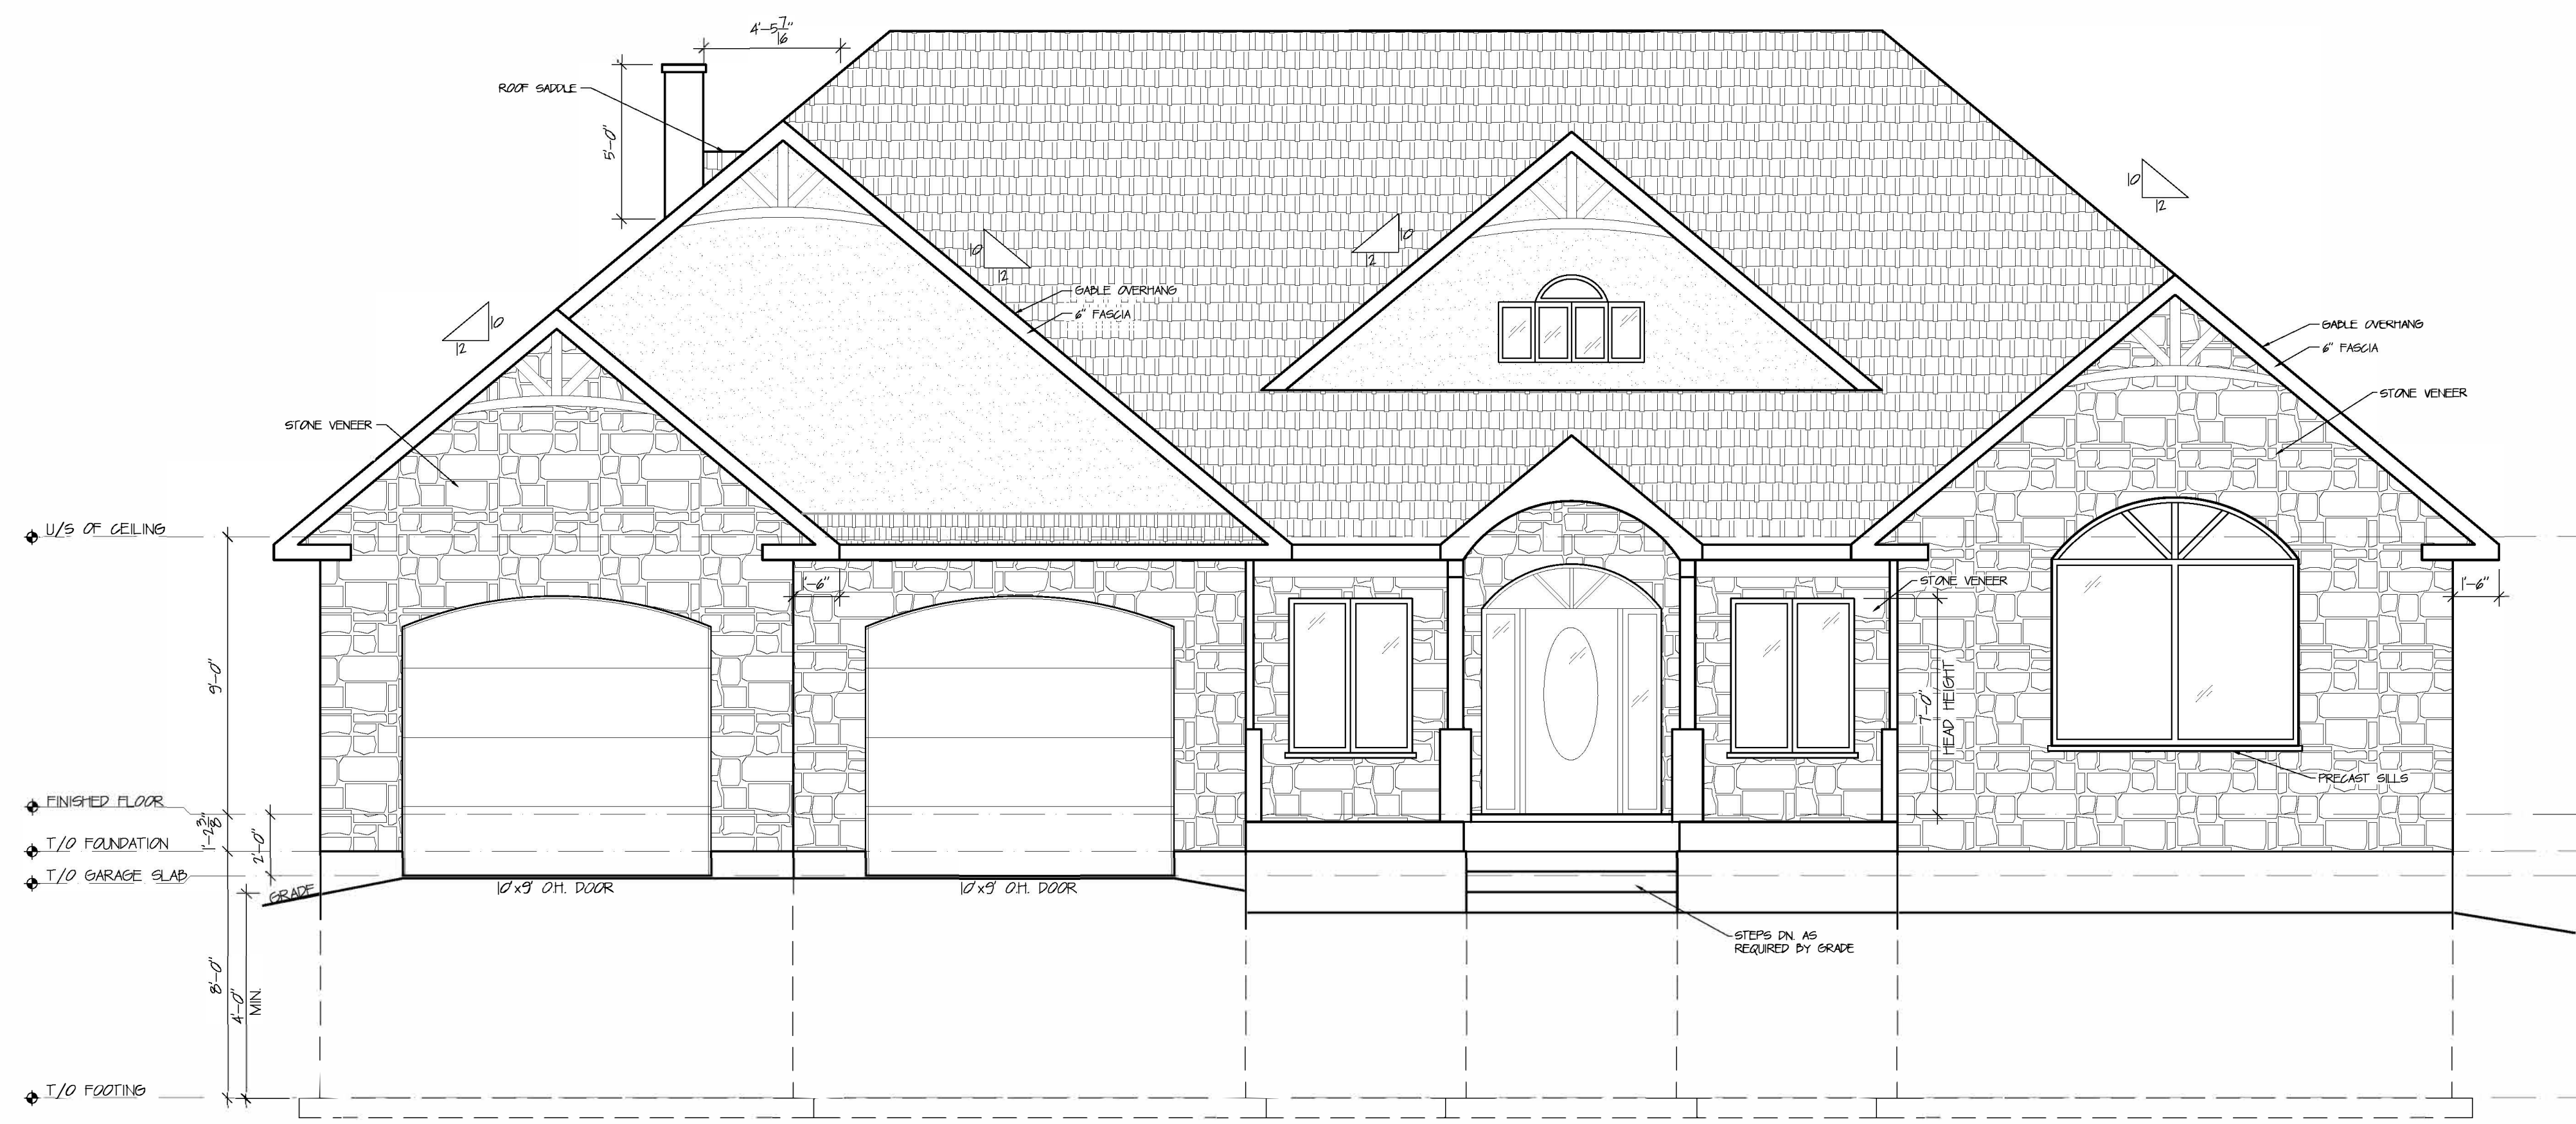 4'-5 7/16"
ROOF SADDLE
5'-0"
10
12
10
12
10
12
GABLE OVERHANG
6" FASCIA
10
12
GABLE OVERHANG
6" FASCIA
STONE VENEER
STONE VENEER
U/S OF CEILING
1'-6"
STONE VENEER
1'-6"
9'-0"
7'-0"
HEAD HEIGHT
PRECAST SILLS
FINISHED FLOOR
1'-2 3/8"
2'-0"
T/O FOUNDATION
T/O GARAGE SLAB
GRADE
10'x9' O.H. DOOR
10'x9' O.H. DOOR
STEPS DN. AS
REQUIRED BY GRADE
8'-0"
4'-0"
MIN.
T/O FOOTING